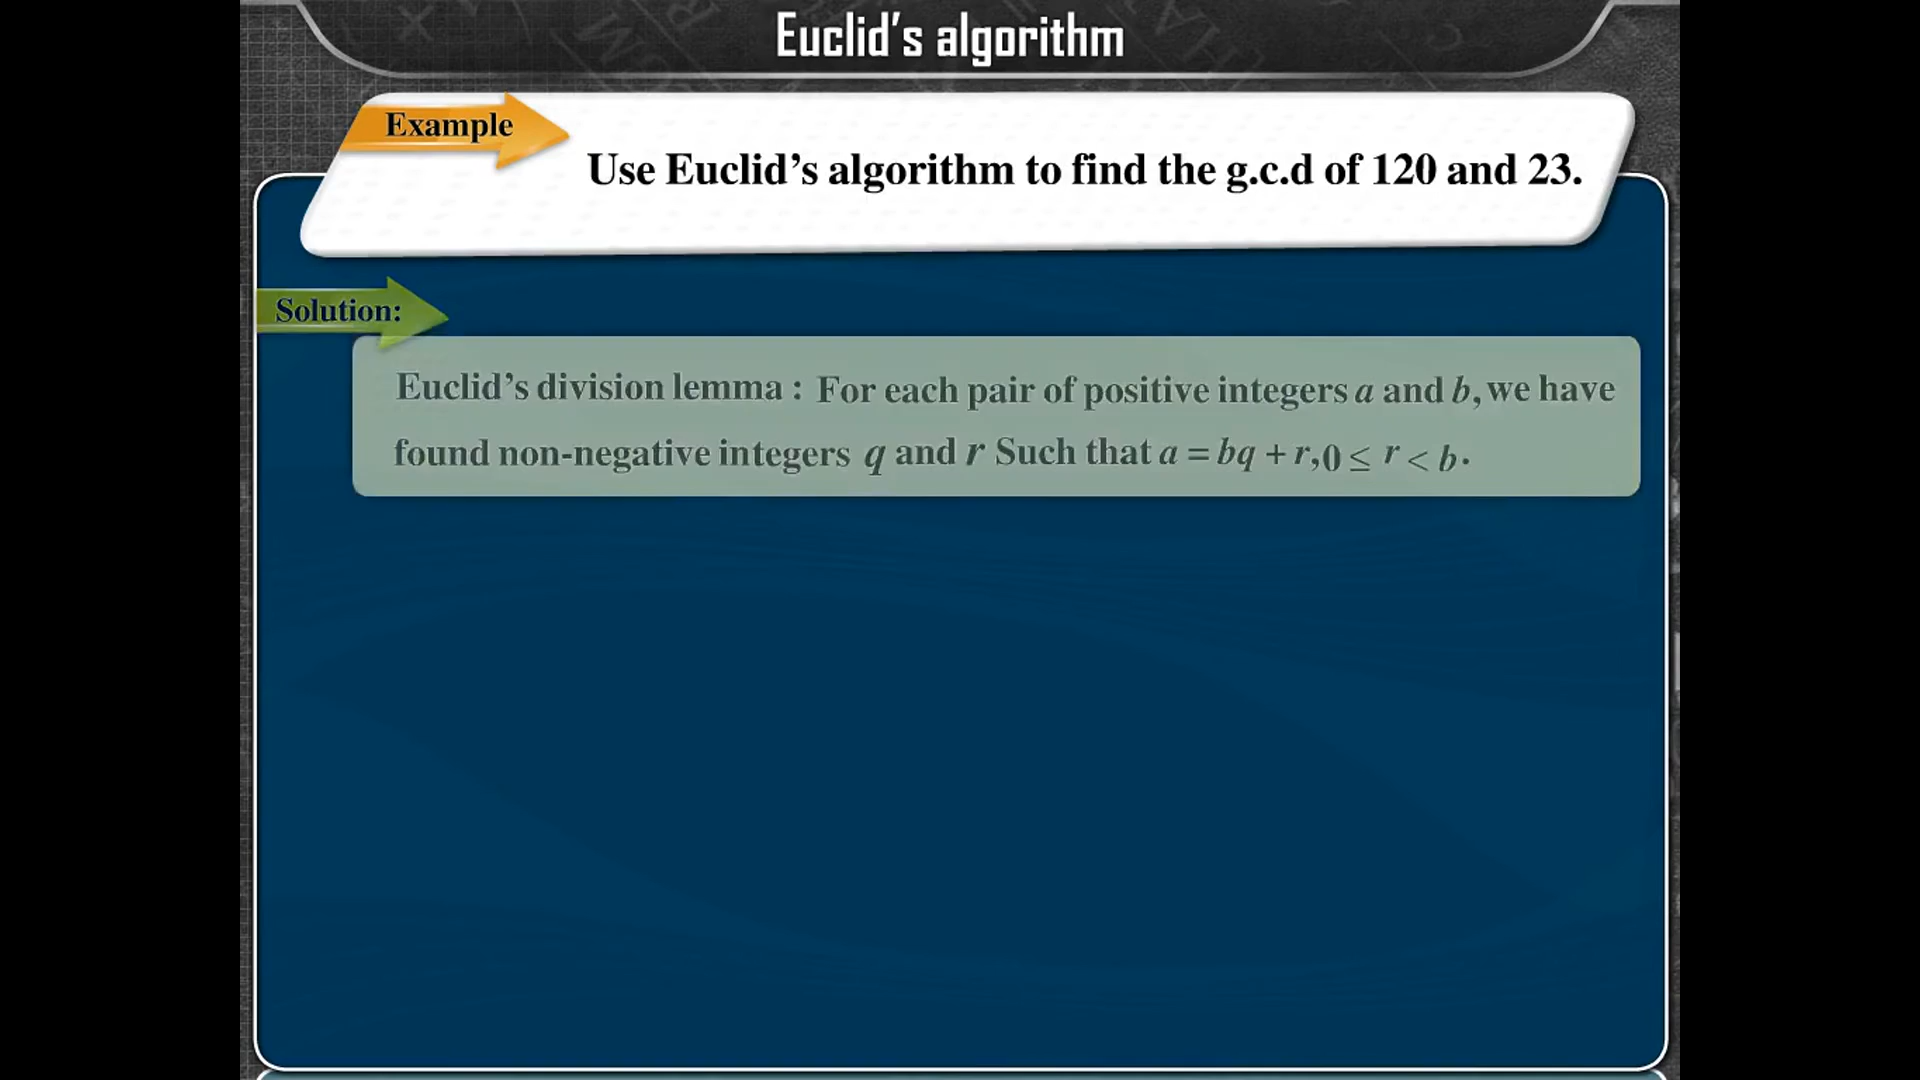 Euclid's algorithm
Example
Use Euclid's algorithm to find the g.c.d of 120 and 23.
Solution:
Euclid's division lemma : For each pair of positive integers a and b, we have
found non-negative integers q and r Such that a = bq + r, 0 ≤ r < b.